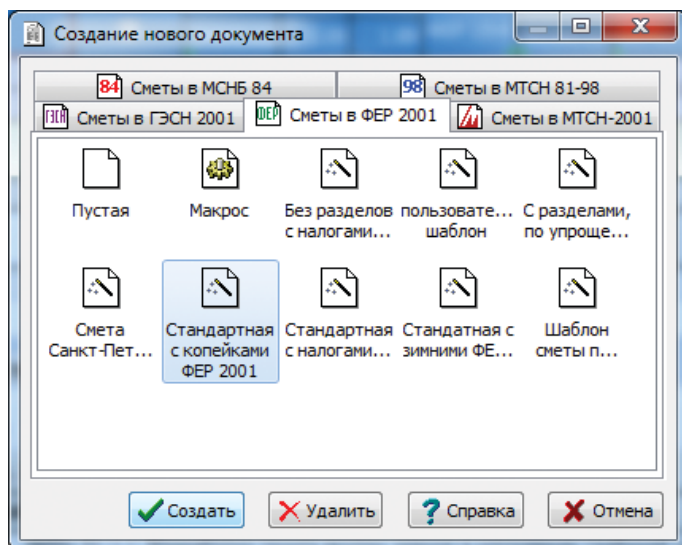 Создание нового документа
84 Сметы в МСНБ 84
98 Сметы в МТСН 81-98
ГЭСН Сметы в ГЭСН 2001
ФЕР Сметы в ФЕР 2001
Сметы в МТСН-2001
Пустая
Макрос
Без разделов
с налогами...
пользовате...
шаблон
С разделами,
по упроще...
Смета
Санкт-Пет...
Стандартная
с копейками
ФЕР 2001
Стандартная
с налогами...
Стандатная с
зимними ФЕ...
Шаблон
сметы п...
Создать
Удалить
? Справка
Отмена